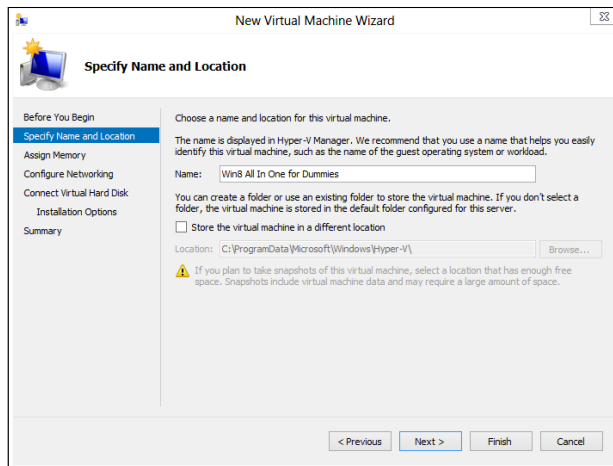 New Virtual Machine Wizard
Specify Name and Location
Before You Begin
Specify Name and Location
Assign Memory
Configure Networking
Connect Virtual Hard Disk
Installation Options
Summary
Choose a name and location for this virtual machine.
The name is displayed in Hyper-V Manager. We recommend that you use a name that helps you easily
identify this virtual machine, such as the name of the guest operating system or workload.
Name: Win8 All In One for Dummies
You can create a folder or use an existing folder to store the virtual machine. If you don't select a
folder, the virtual machine is stored in the default folder configured for this server.
Store the virtual machine in a different location
Location: C:\ProgramData\Microsoft\Windows\Hyper-V\ Browse...
If you plan to take snapshots of this virtual machine, select a location that has enough free
space. Snapshots include virtual machine data and may require a large amount of space.
< Previous Next > Finish Cancel